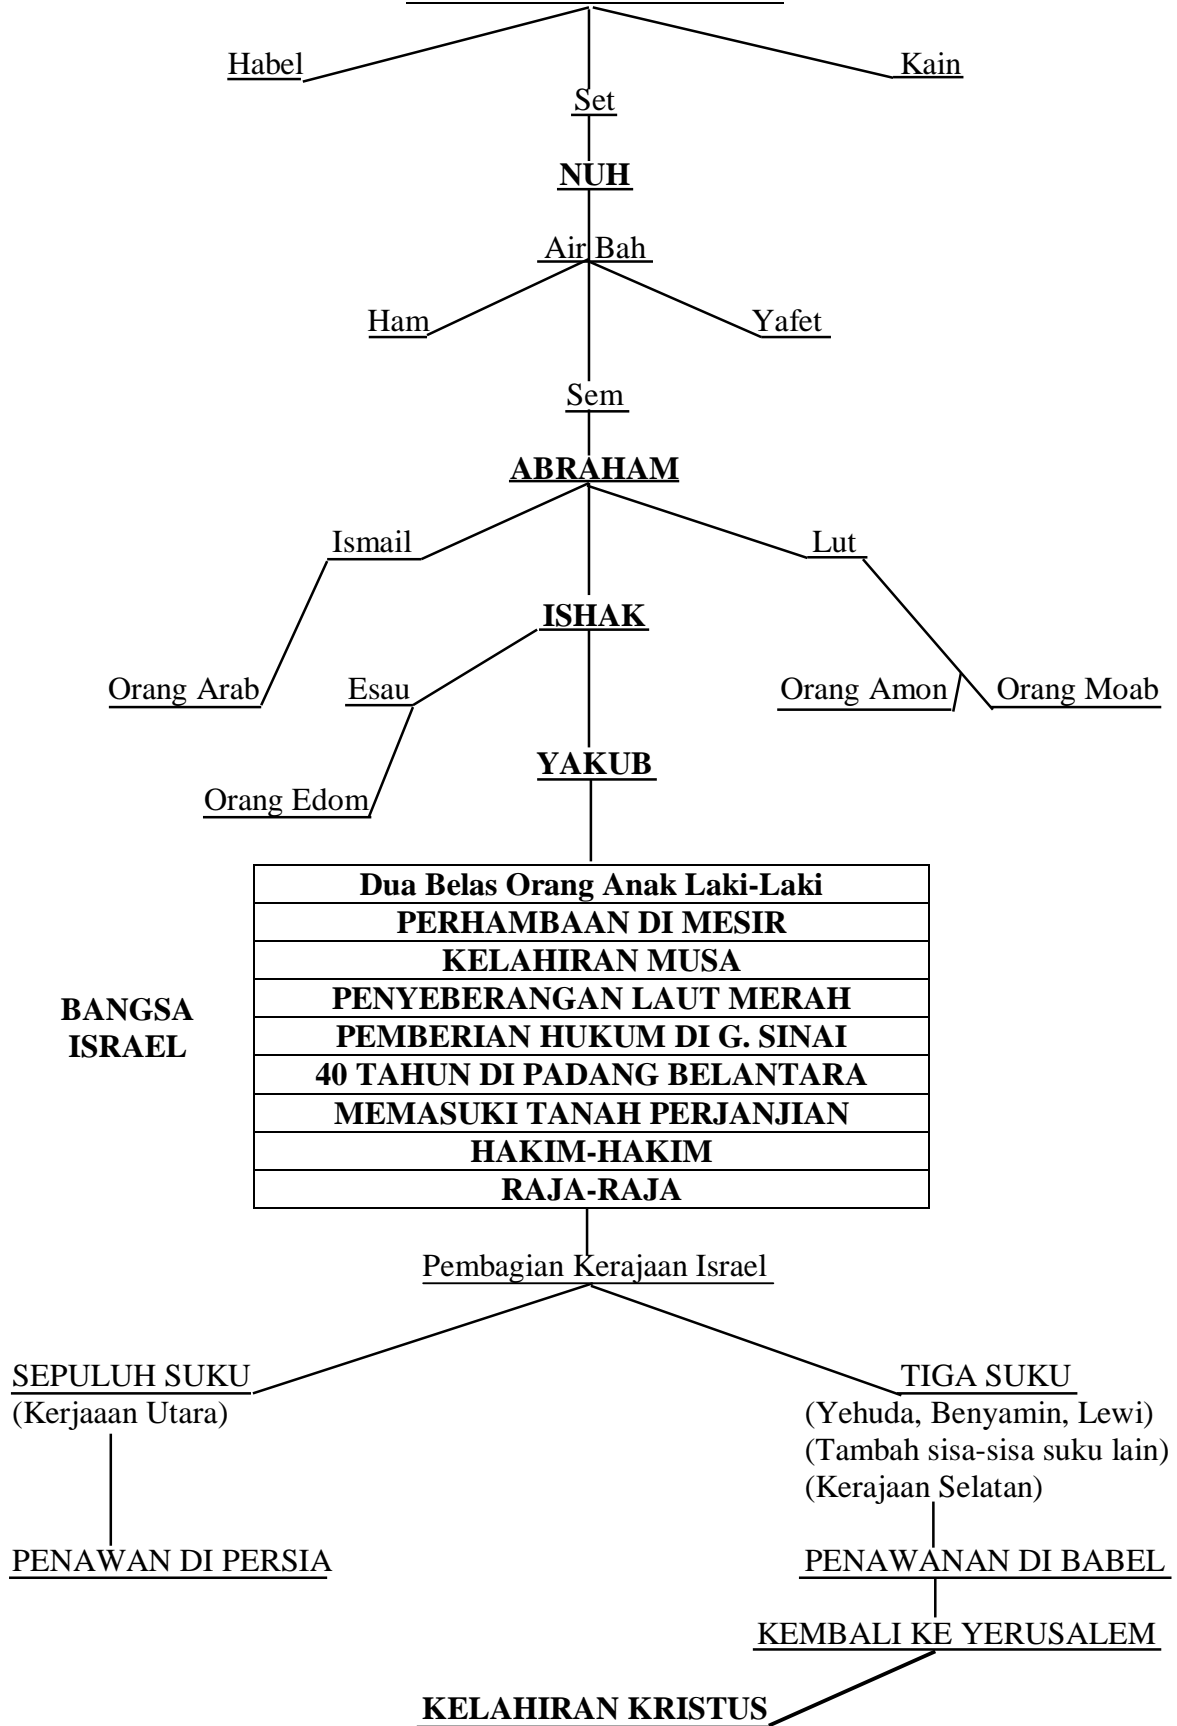 Habel
Kain
Set
NUH
Air Bah
Ham
Yafet
Sem
ABRAHAM
Ismail
Lut
ISHAK
Orang Arab
Esau
Orang Amon
Orang Moab
YAKUB
Orang Edom
Dua Belas Orang Anak Laki-Laki
PERHAMBAAN DI MESIR
KELAHIRAN MUSA
PENYEBERANGAN LAUT MERAH
PEMBERIAN HUKUM DI G. SINAI
40 TAHUN DI PADANG BELANTARA
MEMASUKI TANAH PERJANJIAN
HAKIM-HAKIM
RAJA-RAJA
BANGSA
ISRAEL
Pembagian Kerajaan Israel
SEPULUH SUKU
(Kerjaaan Utara)
TIGA SUKU
(Yehuda, Benyamin, Lewi)
(Tambah sisa-sisa suku lain)
(Kerajaan Selatan)
PENAWAN DI PERSIA
PENAWANAN DI BABEL
KEMBALI KE YERUSALEM
KELAHIRAN KRISTUS